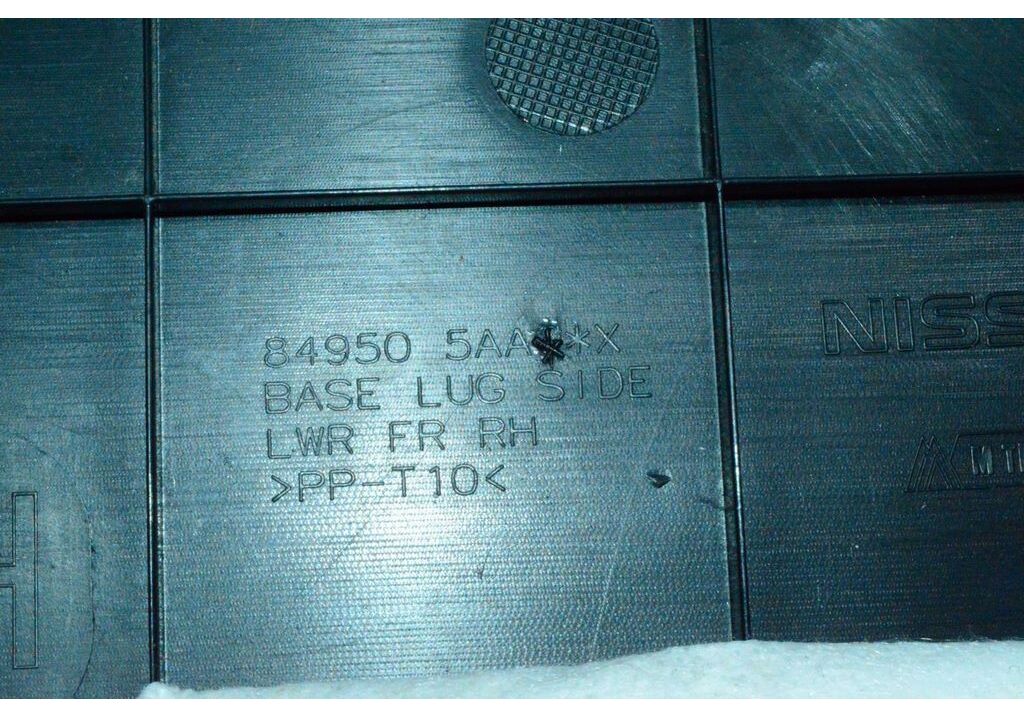 84950 5AA**X
BASE LUG SIDE
LWR FR RH
>PP-T10<
NISS
H